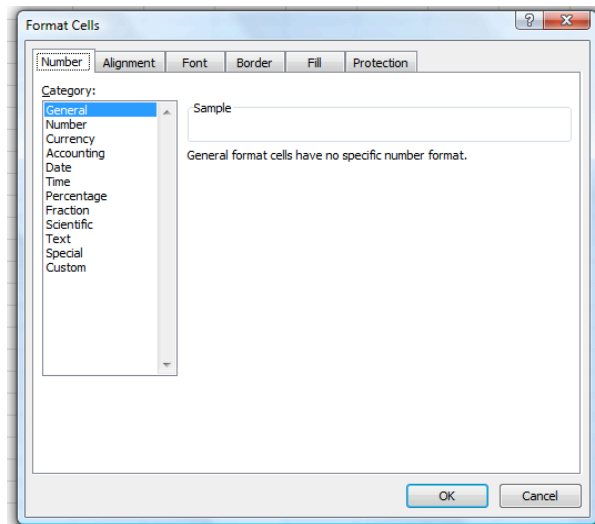 Format Cells
Number Alignment Font Border Fill Protection
Category:
General
Number
Currency
Accounting
Date
Time
Percentage
Fraction
Scientific
Text
Special
Custom
Sample
General format cells have no specific number format.
OK Cancel